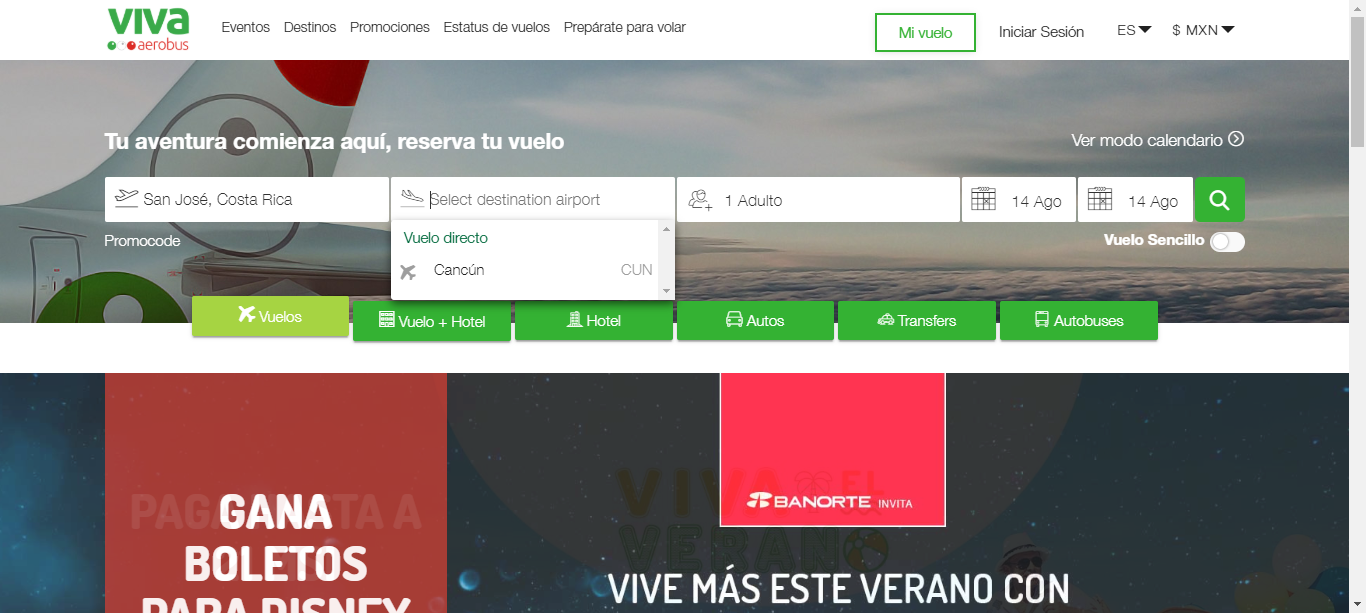 viva
aerobus
Eventos Destinos Promociones Estatus de vuelos Prepárate para volar
Mi vuelo
Iniciar Sesión
ES
$ MXN
Tu aventura comienza aquí, reserva tu vuelo
Ver modo calendario
San José, Costa Rica
Select destination airport
1 Adulto
14 Ago
14 Ago
Promocode
Vuelo Sencillo
Vuelo directo
Cancún CUN
Vuelos
Vuelo + Hotel
Hotel
Autos
Transfers
Autobuses
GANA
BOLETOS
PARA DISNEY
VIVA EL
VERANO
BANORTE INVITA
VIVE MÁS ESTE VERANO CON